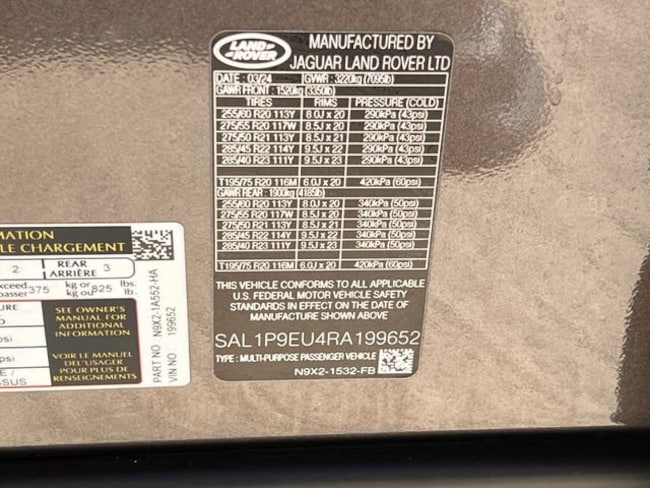 LAND ROVER
MANUFACTURED BY
JAGUAR LAND ROVER LTD
DATE : 03/24 GVWR : 3220kg (7095lb)
GAWR FRONT : 1520kg (3350lb)
TIRES RIMS PRESSURE (COLD)
255/60 R20 113Y 8.0J x 20 290kPa (43psi)
275/55 R20 117W 8.5J x 20 290kPa (43psi)
275/50 R21 113Y 8.5J x 21 290kPa (43psi)
285/45 R22 114Y 9.5J x 22 290kPa (43psi)
285/40 R23 111Y 9.5J x 23 290kPa (43psi)
T195/75 R20 116M 6.0J x 20 420kPa (60psi)
GAWR REAR : 1900kg (4185lb)
255/60 R20 113Y 8.0J x 20 340kPa (50psi)
275/55 R20 117W 8.5J x 20 340kPa (50psi)
275/50 R21 113Y 8.5J x 21 340kPa (50psi)
285/45 R22 114Y 9.5J x 22 340kPa (50psi)
285/40 R23 111Y 9.5J x 23 340kPa (50psi)
T195/75 R20 116M 6.0J x 20 420kPa (60psi)
THIS VEHICLE CONFORMS TO ALL APPLICABLE
U.S. FEDERAL MOTOR VEHICLE SAFETY
STANDARDS IN EFFECT ON THE DATE OF
MANUFACTURE SHOWN ABOVE
SAL1P9EU4RA199652
TYPE : MULTI-PURPOSE PASSENGER VEHICLE
N9X2-1532-FB
MATION
LE CHARGEMENT
2 REAR ARRIÈRE 3
xceed 375 kg or 825 lbs.
passer kg ou lb.
SEE OWNER'S
MANUAL FOR
ADDITIONAL
INFORMATION
VOIR LE MANUEL
DE L'USAGER
POUR PLUS DE
RENSEIGNEMENTS
PART NO : N9X2-1A552-HA
VIN NO : 199652